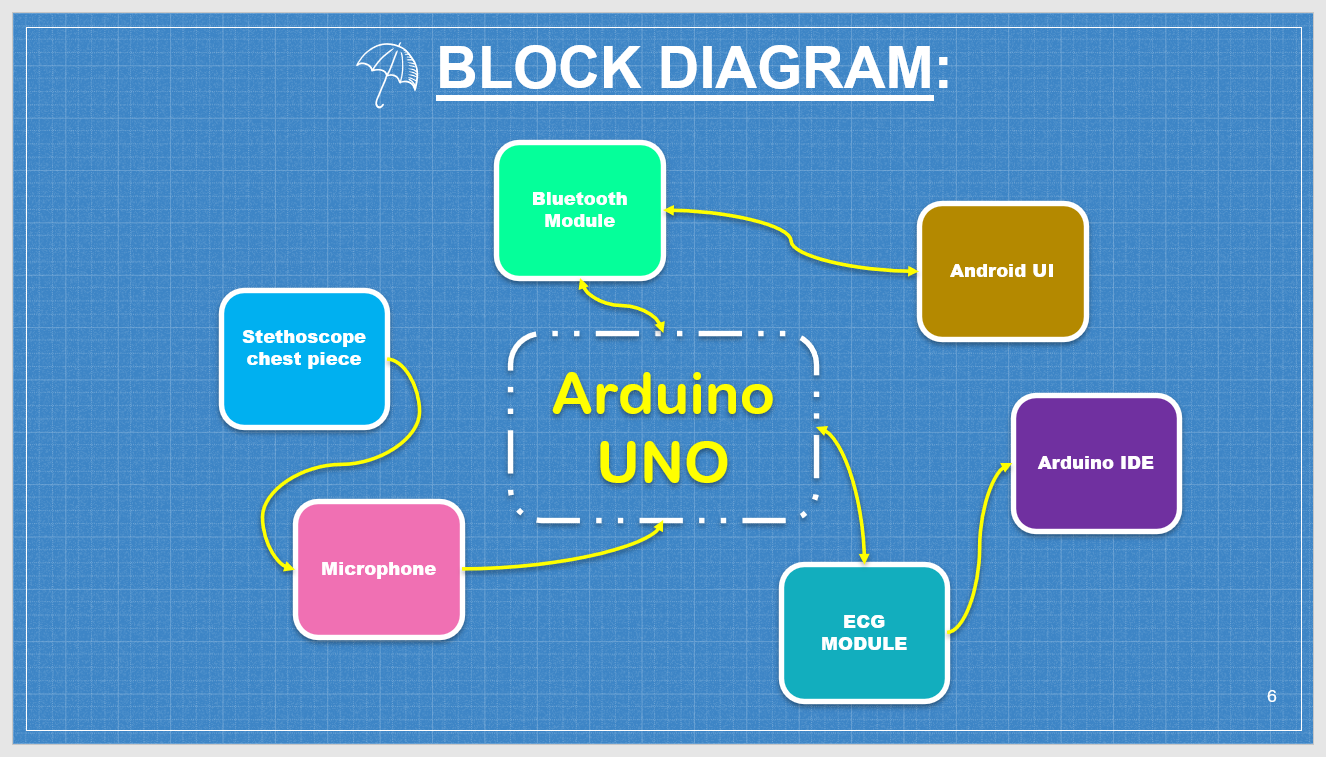 BLOCK DIAGRAM:
Bluetooth
Module
Android UI
Stethoscope
chest piece
Arduino
UNO
Arduino IDE
Microphone
ECG
MODULE
6